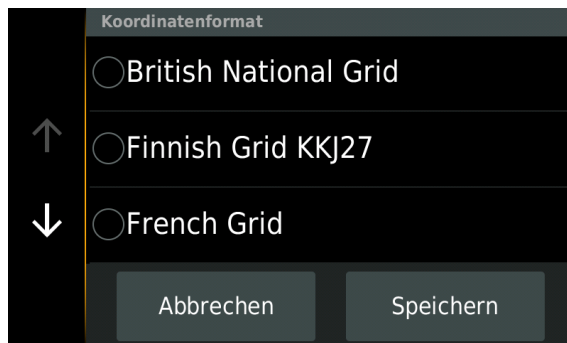 Koordinatenformat
British National Grid
Finnish Grid KKJ27
French Grid
Abbrechen
Speichern